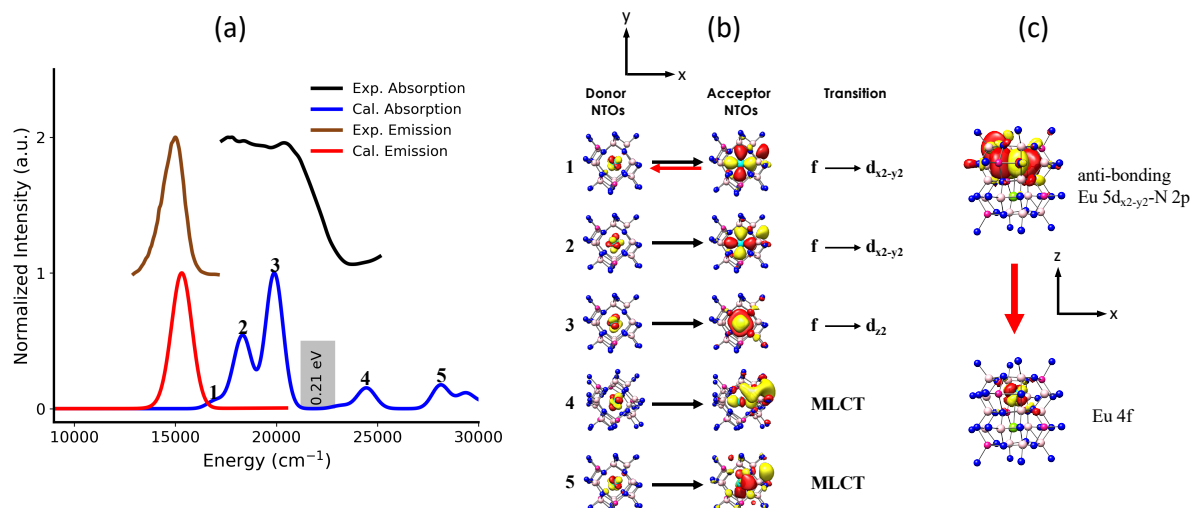 (a)
Normalized Intensity (a.u.)
2
1
0
Exp. Absorption
Cal. Absorption
Exp. Emission
Cal. Emission
1
2
3
0.21 eV
4
5
10000 15000 20000 25000 30000
Energy (cm⁻¹)
(b)
y
x
Donor NTOs
Acceptor NTOs
Transition
1 f → dx2-y2
2 f → dx2-y2
3 f → dz2
4 MLCT
5 MLCT
(c)
anti-bonding
Eu 5dx2-y2-N 2p
z
x
Eu 4f